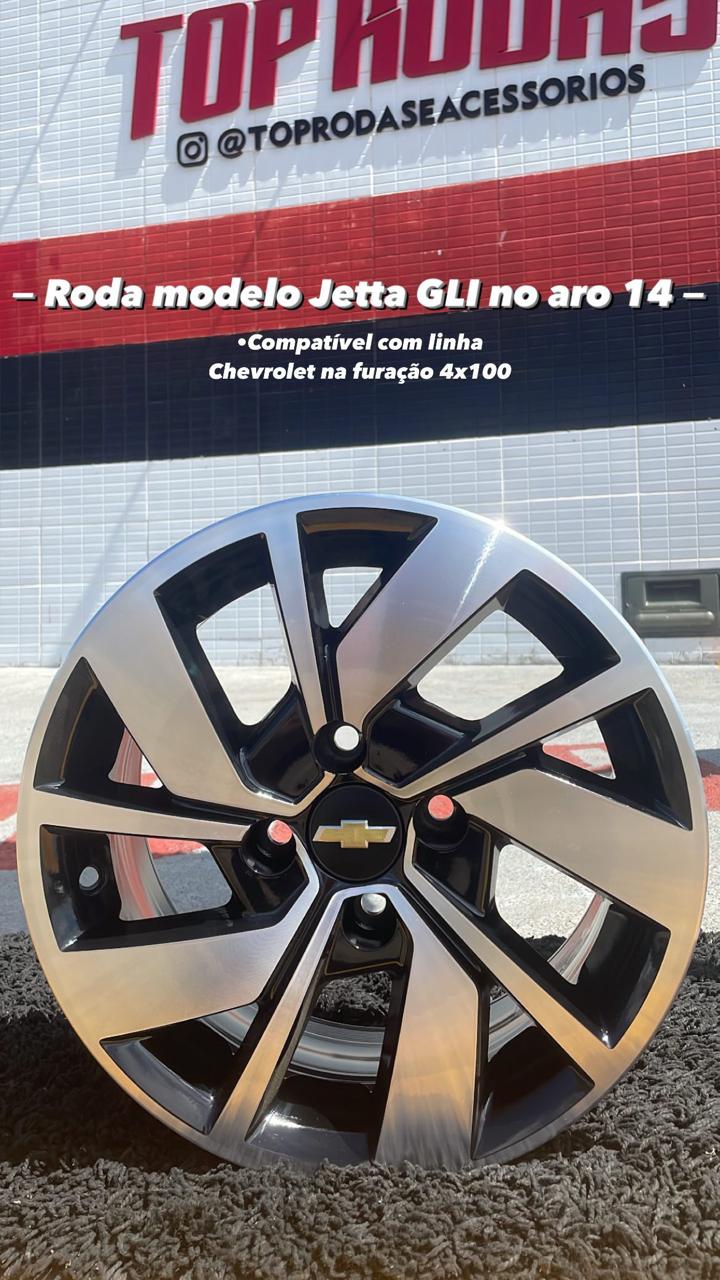 TOP RODAS
@TOPRODASEACESSORIOS
– Roda modelo Jetta GLI no aro 14 –
•Compatível com linha
Chevrolet na furação 4x100